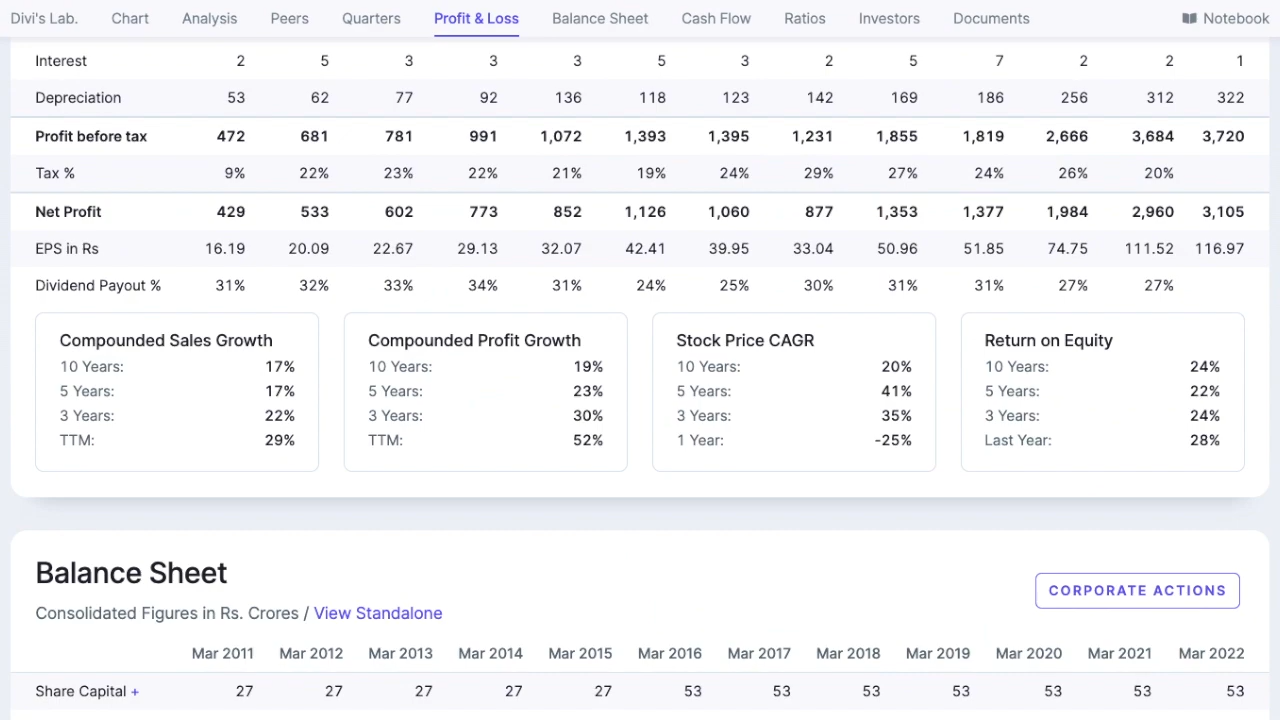 Divi's Lab. Chart Analysis Peers Quarters Profit & Loss Balance Sheet Cash Flow Ratios Investors Documents Notebook
Interest 2 5 3 3 3 5 3 2 5 7 2 2 1
Depreciation 53 62 77 92 136 118 123 142 169 186 256 312 322
Profit before tax 472 681 781 991 1,072 1,393 1,395 1,231 1,855 1,819 2,666 3,684 3,720
Tax % 9% 22% 23% 22% 21% 19% 24% 29% 27% 24% 26% 20%
Net Profit 429 533 602 773 852 1,126 1,060 877 1,353 1,377 1,984 2,960 3,105
EPS in Rs 16.19 20.09 22.67 29.13 32.07 42.41 39.95 33.04 50.96 51.85 74.75 111.52 116.97
Dividend Payout % 31% 32% 33% 34% 31% 24% 25% 30% 31% 31% 27% 27%
Compounded Sales Growth
10 Years: 17%
5 Years: 17%
3 Years: 22%
TTM: 29%
Compounded Profit Growth
10 Years: 19%
5 Years: 23%
3 Years: 30%
TTM: 52%
Stock Price CAGR
10 Years: 20%
5 Years: 41%
3 Years: 35%
1 Year: -25%
Return on Equity
10 Years: 24%
5 Years: 22%
3 Years: 24%
Last Year: 28%
Balance Sheet
CORPORATE ACTIONS
Consolidated Figures in Rs. Crores / View Standalone
Mar 2011 Mar 2012 Mar 2013 Mar 2014 Mar 2015 Mar 2016 Mar 2017 Mar 2018 Mar 2019 Mar 2020 Mar 2021 Mar 2022
Share Capital + 27 27 27 27 27 53 53 53 53 53 53 53